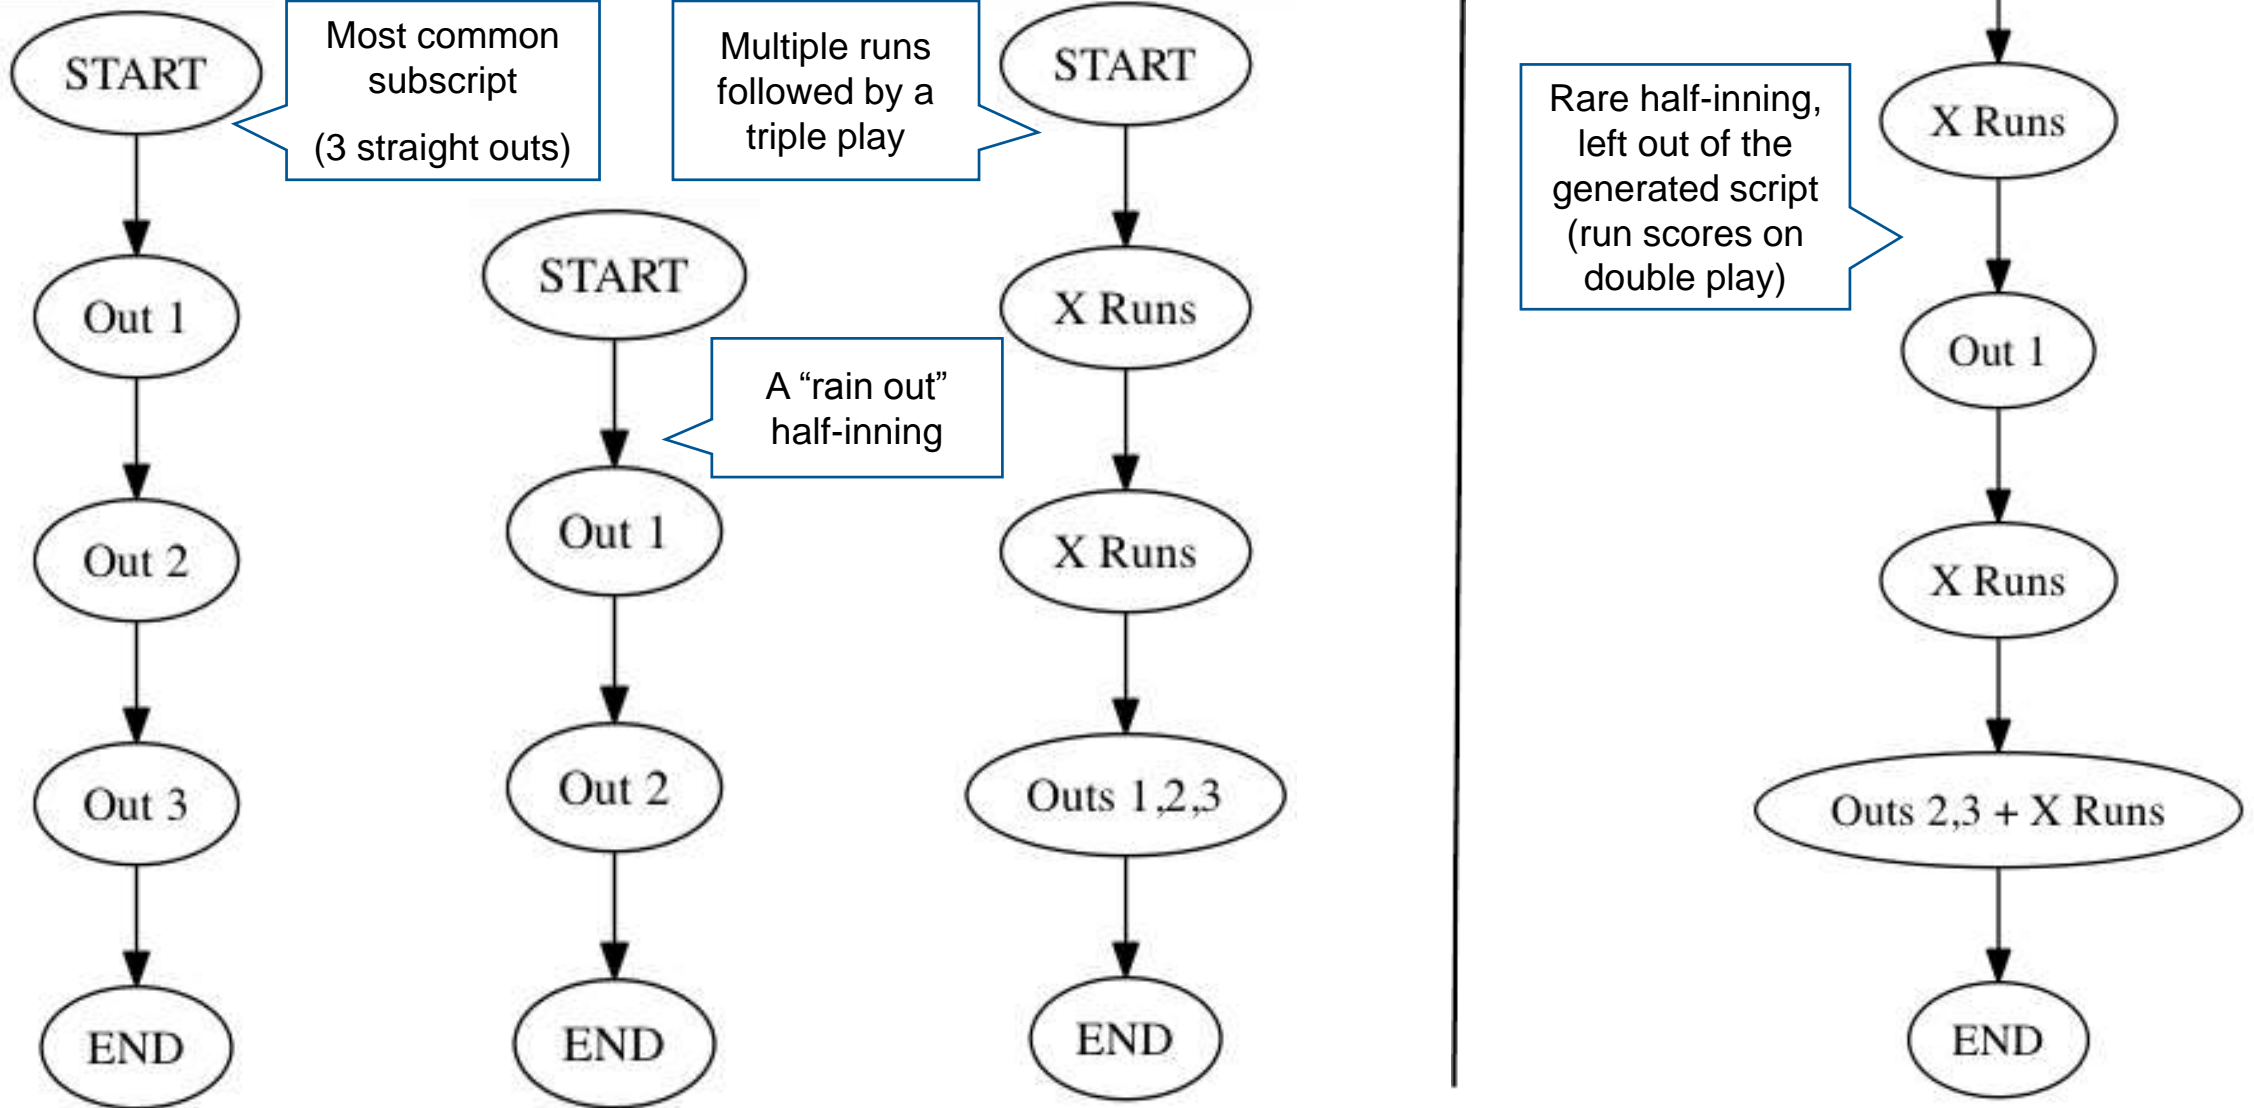 START
Most common
subscript
(3 straight outs)
Out 1
Out 2
Out 3
END
START
A “rain out”
half-inning
Out 1
Out 2
END
Multiple runs
followed by a
triple play
START
X Runs
X Runs
Outs 1,2,3
END
Rare half-inning,
left out of the
generated script
(run scores on
double play)
X Runs
Out 1
X Runs
Outs 2,3 + X Runs
END